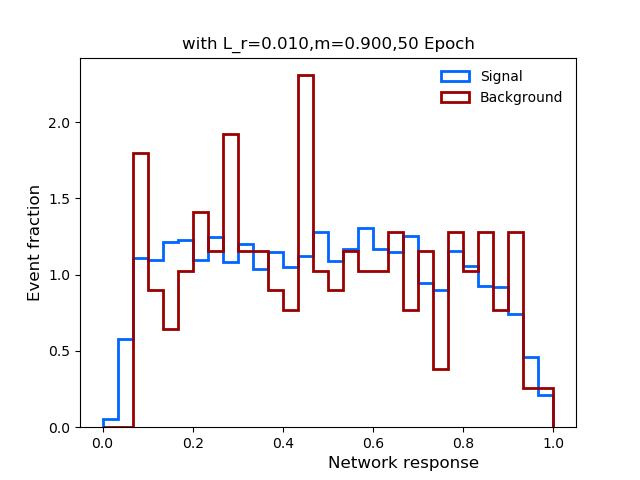 with L_r=0.010,m=0.900,50 Epoch
Signal
Background
Event fraction
2.0
1.5
1.0
0.5
0.0
0.0 0.2 0.4 0.6 0.8 1.0
Network response